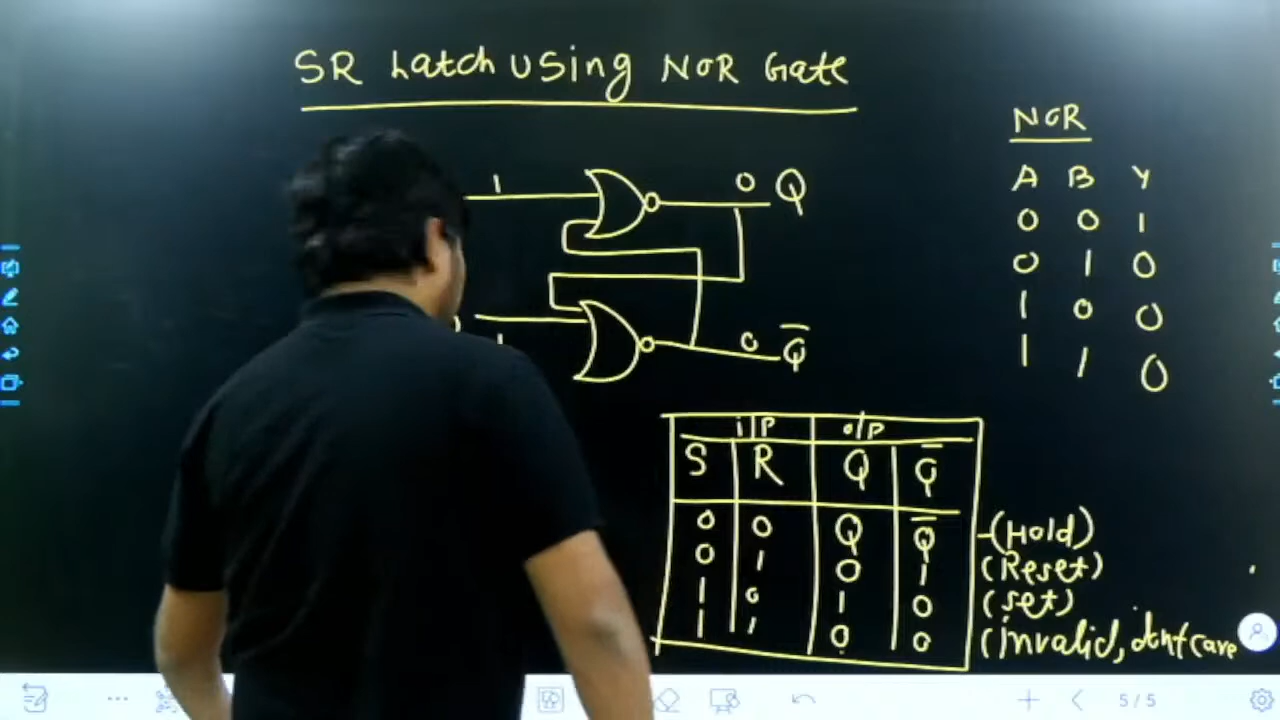 SR Latch Using NOR Gate
NOR
A B Y
0 0 1
0 1 0
1 0 0
1 1 0
1 0 Q
1 0 Q̅
i/p o/p
S R Q Q̅
0 0 Q Q̅ -(Hold)
0 1 0 1 (Reset)
1 0 1 0 (set)
1 1 0 0 (invalid, dont care
5/5